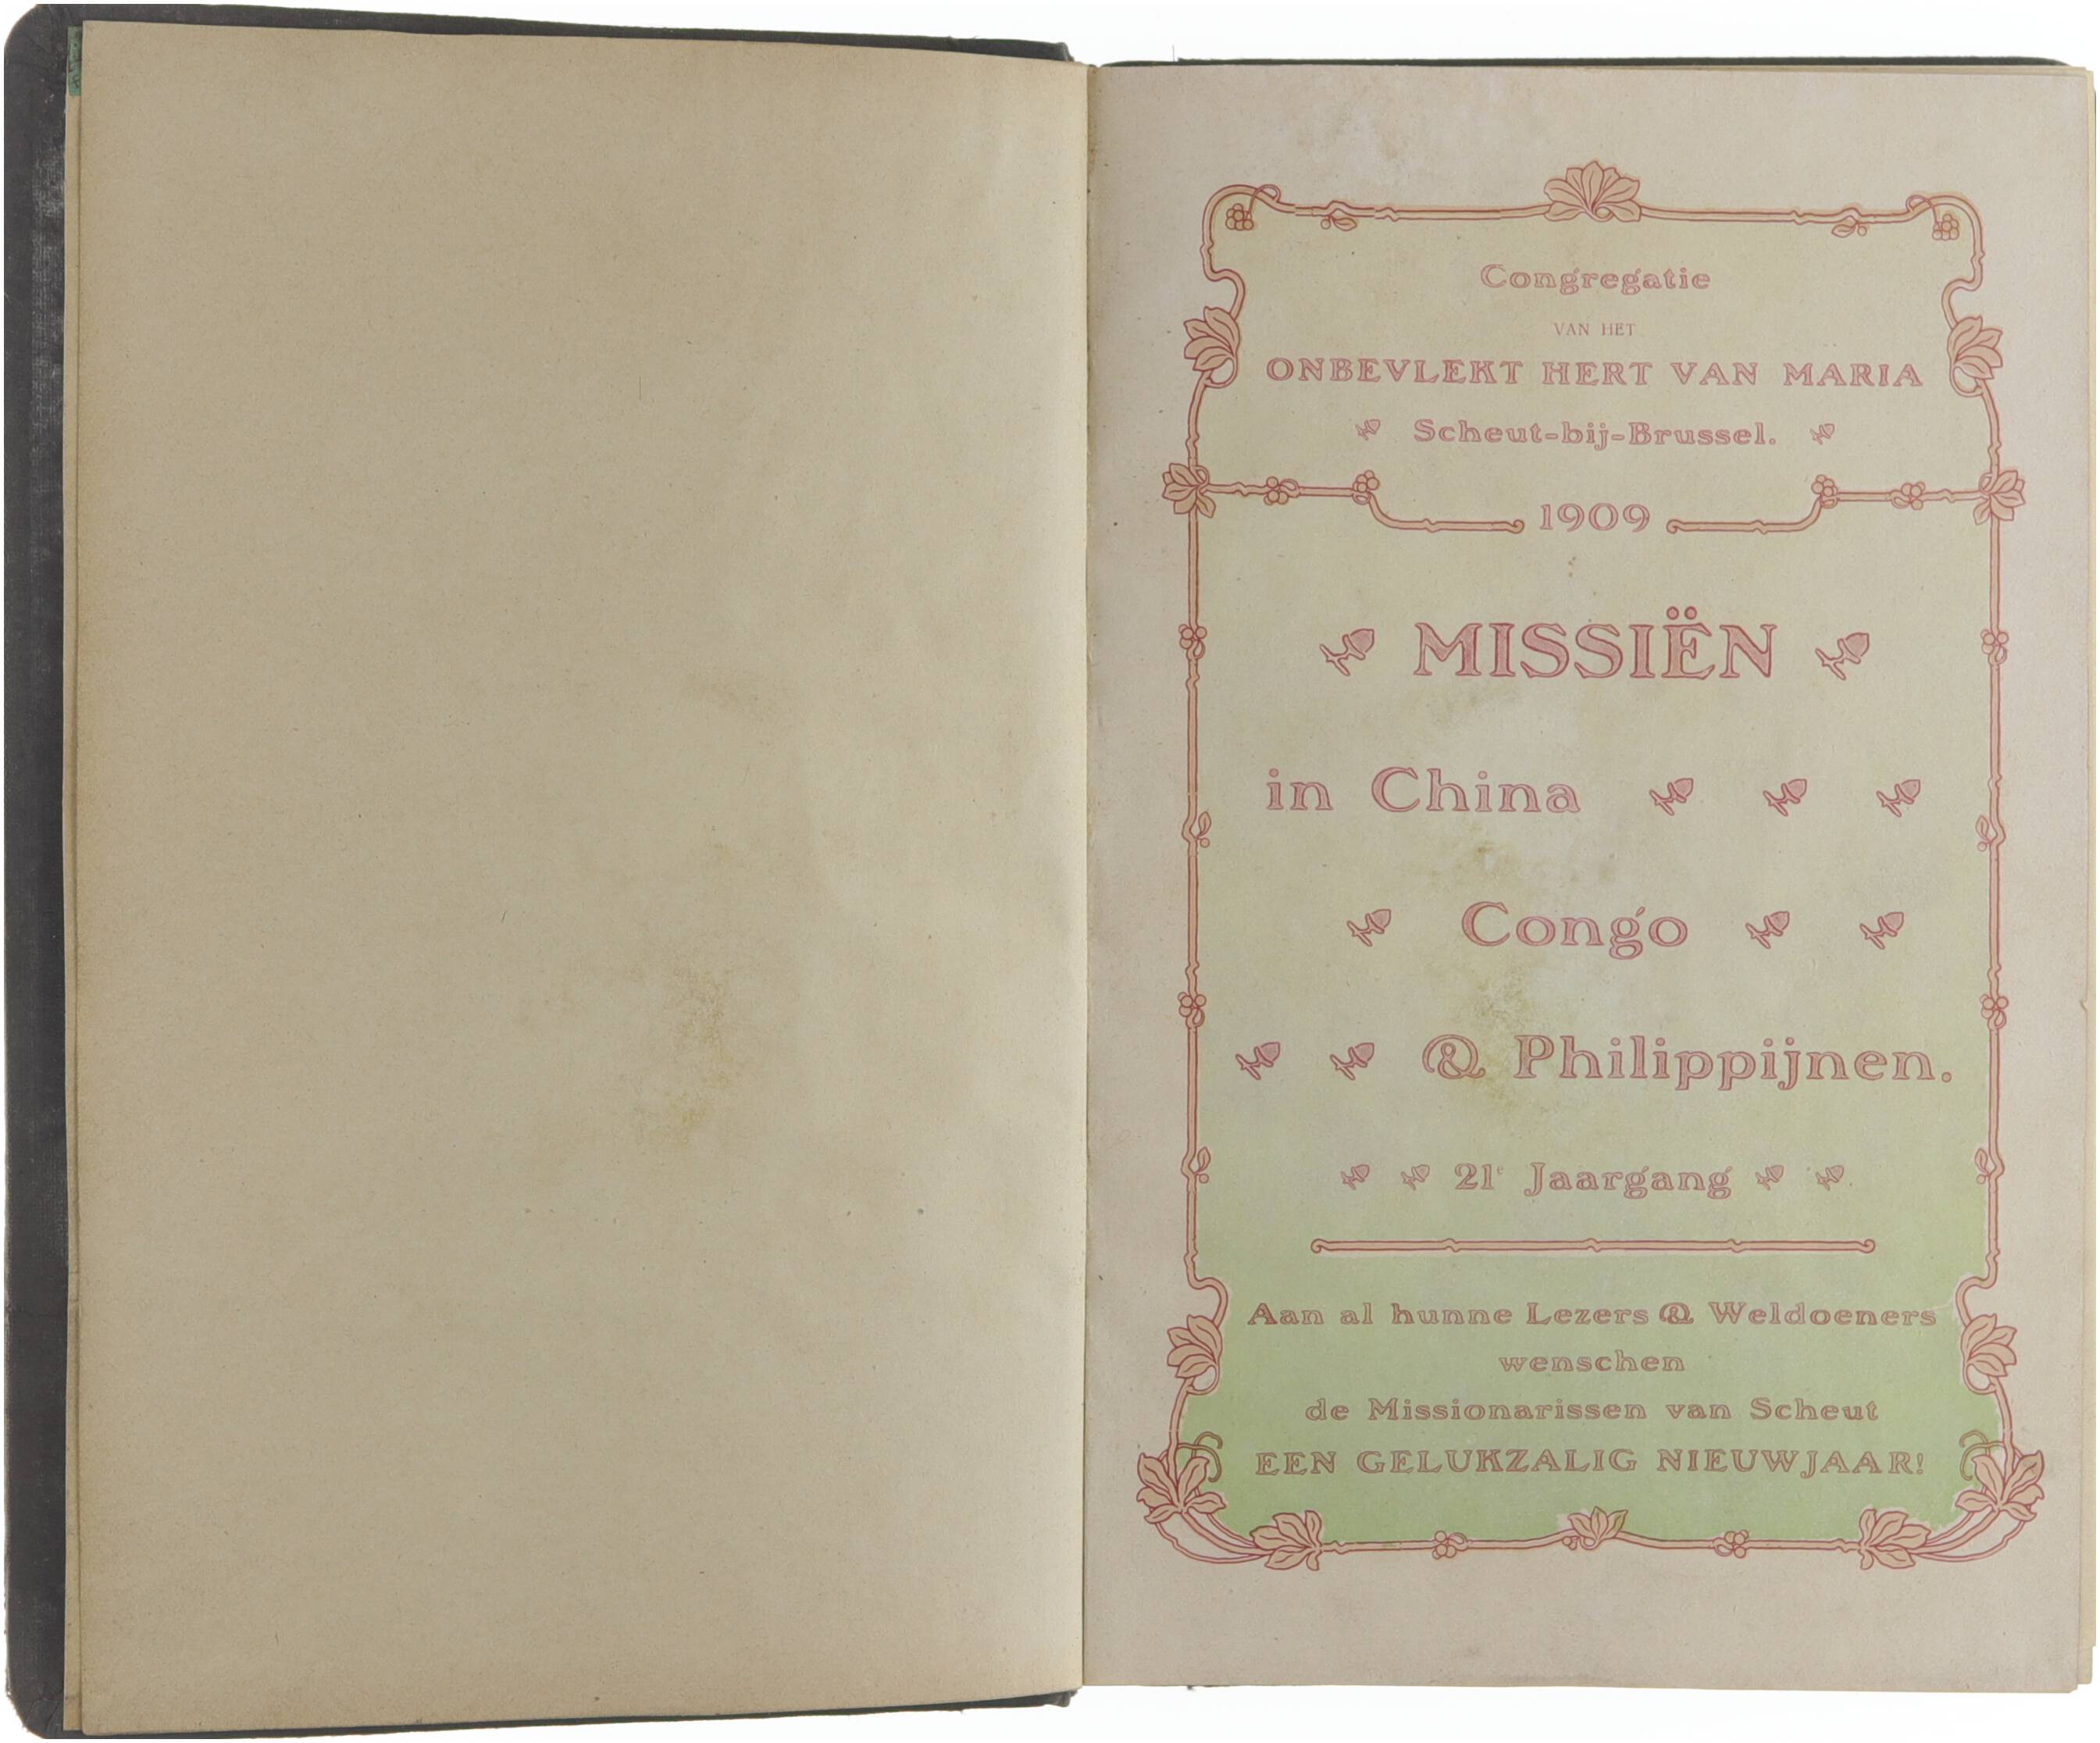 Congregatie
VAN HET
ONBEVLEKT HERT VAN MARIA
Scheut-bij-Brussel.
1909
MISSIËN
in China
Congo
& Philippijnen.
21e Jaargang
Aan al hunne Lezers & Weldoeners
wenschen
de Missionarissen van Scheut
EEN GELUKZALIG NIEUWJAAR!